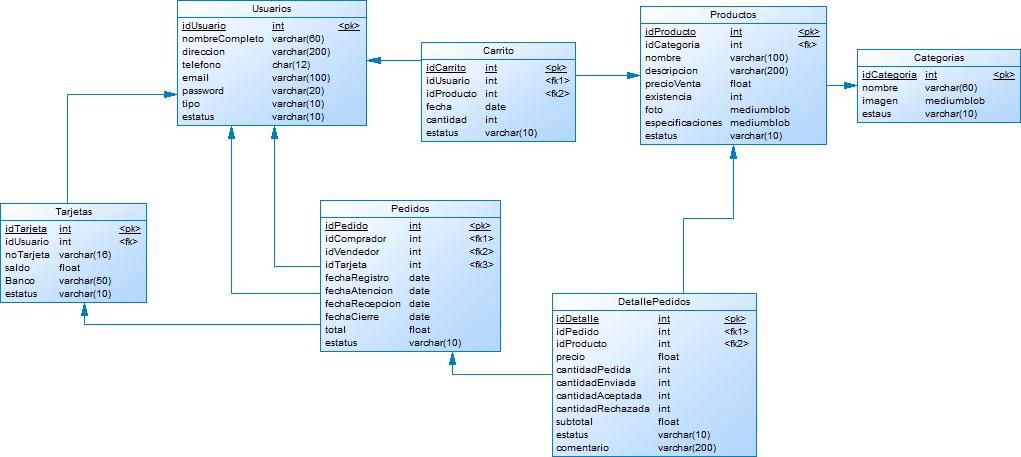 Usuarios
idUsuario int <pk>
nombreCompleto varchar(60)
direccion varchar(200)
telefono char(12)
email varchar(100)
password varchar(20)
tipo varchar(10)
estatus varchar(10)
Carrito
idCarrito int <pk>
idUsuario int <fk1>
idProducto int <fk2>
fecha date
cantidad int
estatus varchar(10)
Productos
idProducto int <pk>
idCategoria int <fk>
nombre varchar(100)
descripcion varchar(200)
precioVenta float
existencia int
foto mediumblob
especificaciones mediumblob
estatus varchar(10)
Categorias
idCategoria int <pk>
nombre varchar(60)
imagen mediumblob
estaus varchar(10)
Tarjetas
idTarjeta int <pk>
idUsuario int <fk>
noTarjeta varchar(16)
saldo float
Banco varchar(50)
estatus varchar(10)
Pedidos
idPedido int <pk>
idComprador int <fk1>
idVendedor int <fk2>
idTarjeta int <fk3>
fechaRegistro date
fechaAtencion date
fechaRecepcion date
fechaCierre date
total float
estatus varchar(10)
DetallePedidos
idDetalle int <pk>
idPedido int <fk1>
idProducto int <fk2>
precio float
cantidadPedida int
cantidadEnviada int
cantidadAceptada int
cantidadRechazada int
subtotal float
estatus varchar(10)
comentario varchar(200)